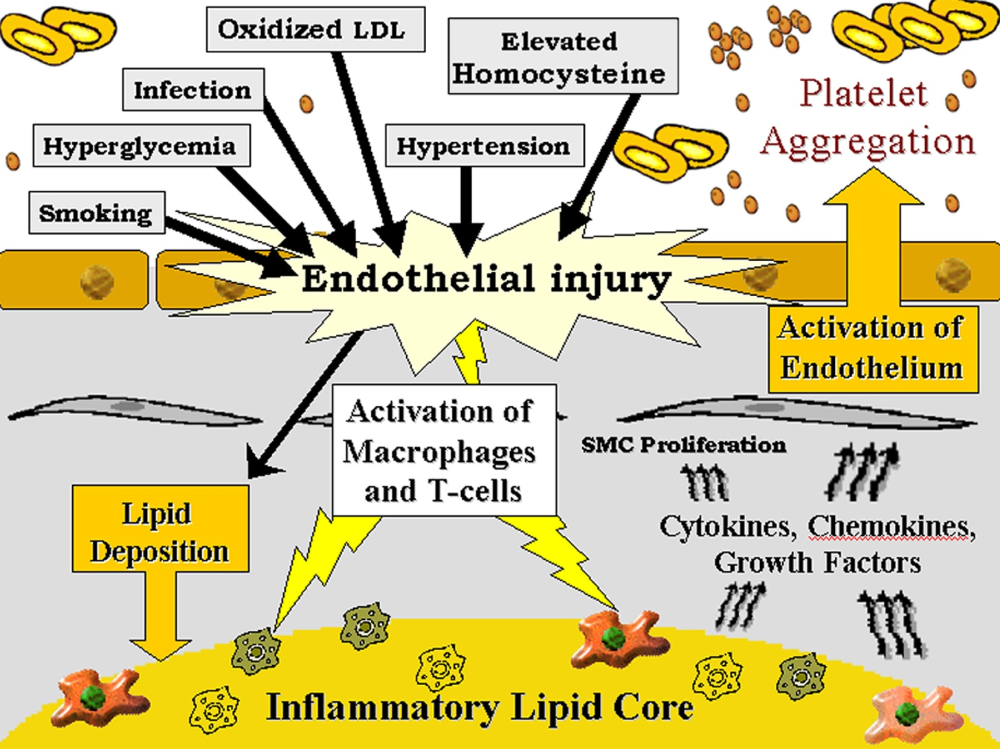 Oxidized LDL
Elevated
Homocysteine
Infection
Platelet
Aggregation
Hyperglycemia
Hypertension
Smoking
Endothelial injury
Activation of
Endothelium
Activation of
Macrophages
and T-cells
SMC Proliferation
Lipid
Deposition
Cytokines, Chemokines,
Growth Factors
Inflammatory Lipid Core